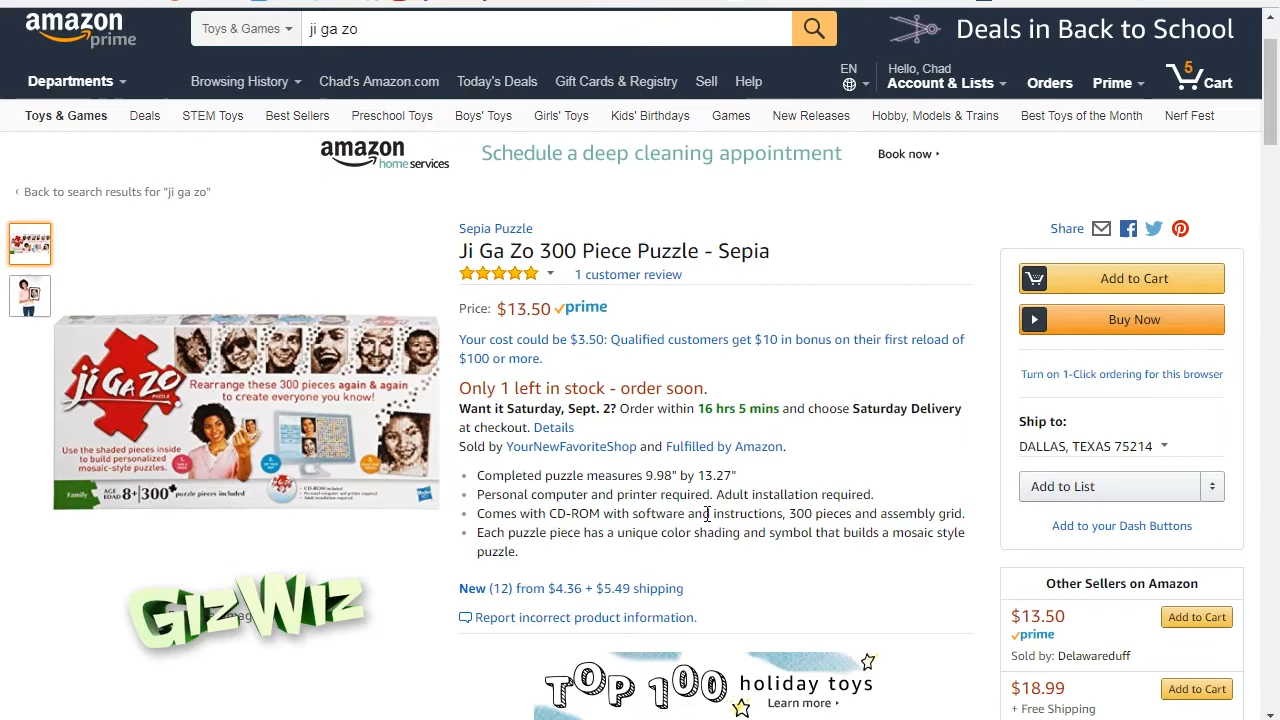 amazon
prime
Toys & Games
ji ga zo
Deals in Back to School
Departments
Browsing History
Chad's Amazon.com
Today's Deals
Gift Cards & Registry
Sell
Help
EN
Hello, Chad
Account & Lists
Orders
Prime
5
Cart
Toys & Games
Deals
STEM Toys
Best Sellers
Preschool Toys
Boys' Toys
Girls' Toys
Kids' Birthdays
Games
New Releases
Hobby, Models & Trains
Best Toys of the Month
Nerf Fest
amazon
home services
Schedule a deep cleaning appointment
Book now
‹ Back to search results for "ji ga zo"
Sepia Puzzle
Ji Ga Zo 300 Piece Puzzle - Sepia
1 customer review
Price: $13.50 prime
Your cost could be $3.50: Qualified customers get $10 in bonus on their first reload of
$100 or more.
Only 1 left in stock - order soon.
Want it Saturday, Sept. 2? Order within 16 hrs 5 mins and choose Saturday Delivery
at checkout. Details
Sold by YourNewFavoriteShop and Fulfilled by Amazon.
Completed puzzle measures 9.98" by 13.27"
Personal computer and printer required. Adult installation required.
Comes with CD-ROM with software and instructions, 300 pieces and assembly grid.
Each puzzle piece has a unique color shading and symbol that builds a mosaic style
puzzle.
New (12) from $4.36 + $5.49 shipping
Report incorrect product information.
TOP 100
holiday toys
Learn more
ji GA ZO
PUZZLE
Rearrange these 300 pieces again & again
to create everyone you know!
Use the shaded pieces inside
to build personalized
mosaic-style puzzles.
Family
AGE
EDAD 8+
300
puzzle pieces included
GizWiz
Share
Add to Cart
Buy Now
Turn on 1-Click ordering for this browser
Ship to:
DALLAS, TEXAS 75214
Add to List
Add to your Dash Buttons
Other Sellers on Amazon
$13.50
Add to Cart
prime
Sold by: Delawareduff
$18.99
Add to Cart
+ Free Shipping